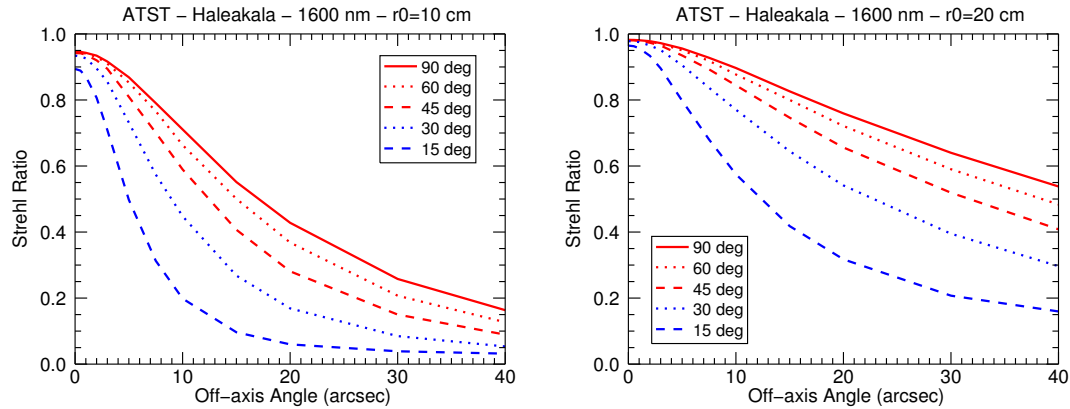 ATST − Haleakala − 1600 nm − r0=10 cm
1.0
0.8
0.6
0.4
0.2
0.0
Strehl Ratio
90 deg
60 deg
45 deg
30 deg
15 deg
0
10
20
30
40
Off−axis Angle (arcsec)
ATST − Haleakala − 1600 nm − r0=20 cm
1.0
0.8
0.6
0.4
0.2
0.0
Strehl Ratio
90 deg
60 deg
45 deg
30 deg
15 deg
0
10
20
30
40
Off−axis Angle (arcsec)